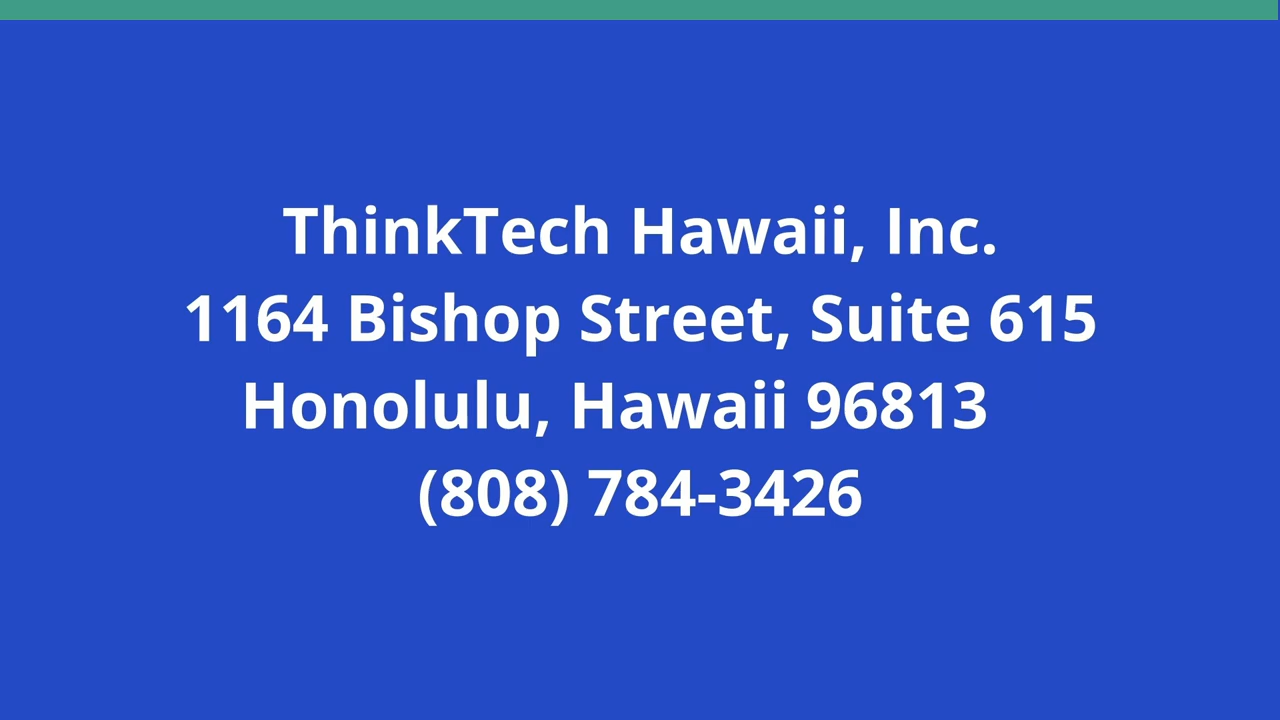 ThinkTech Hawaii, Inc.
1164 Bishop Street, Suite 615
Honolulu, Hawaii 96813
(808) 784-3426